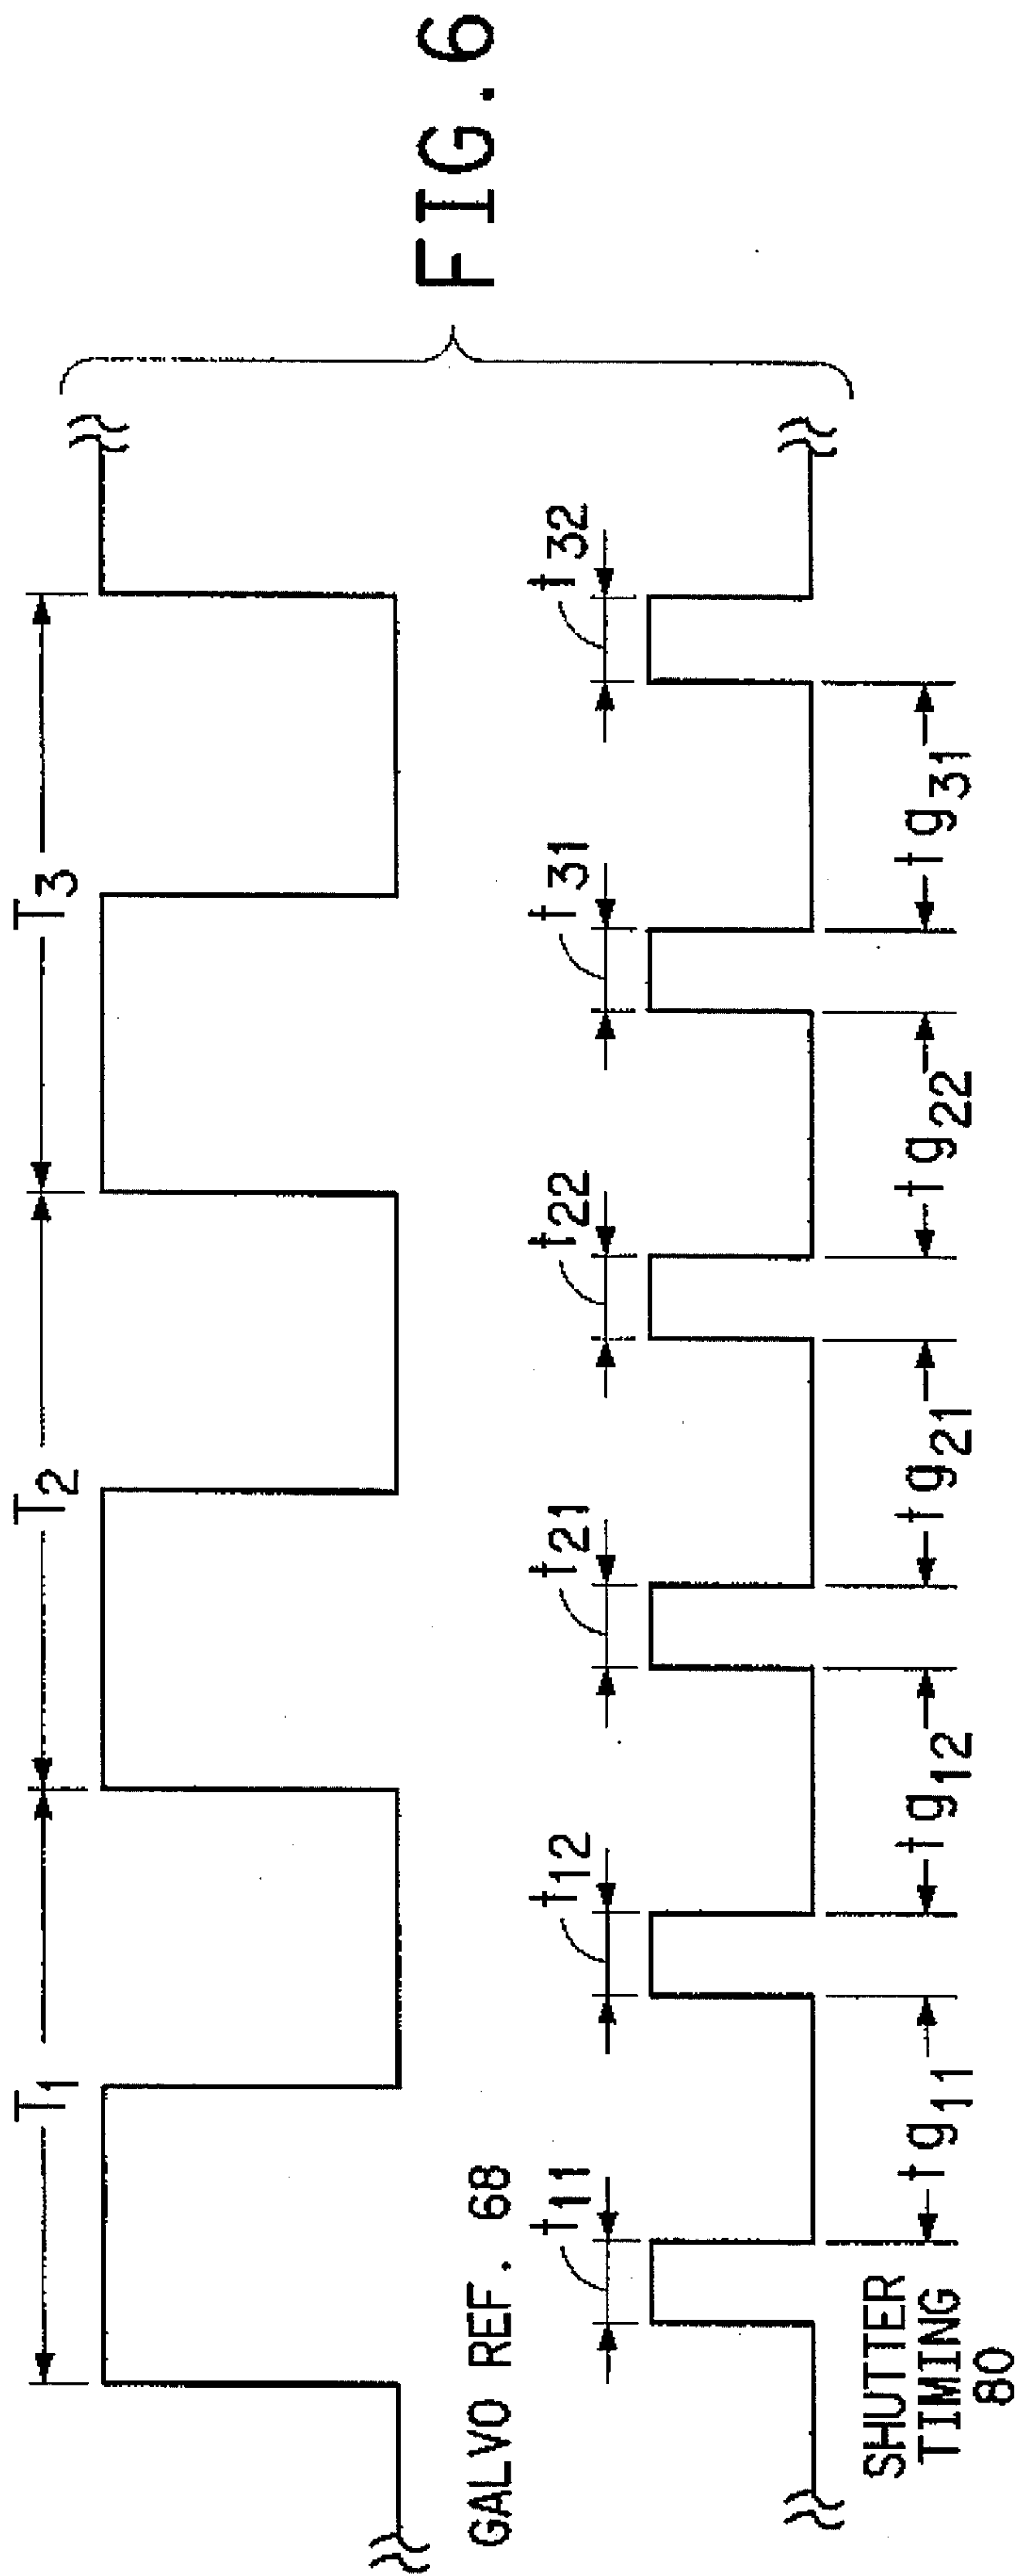 T1
T2
T3
GALVO REF. 68
t11
t12
t21
t22
t31
t32
SHUTTER
TIMING
80
tg11
tg12
tg21
tg22
tg31
FIG.6